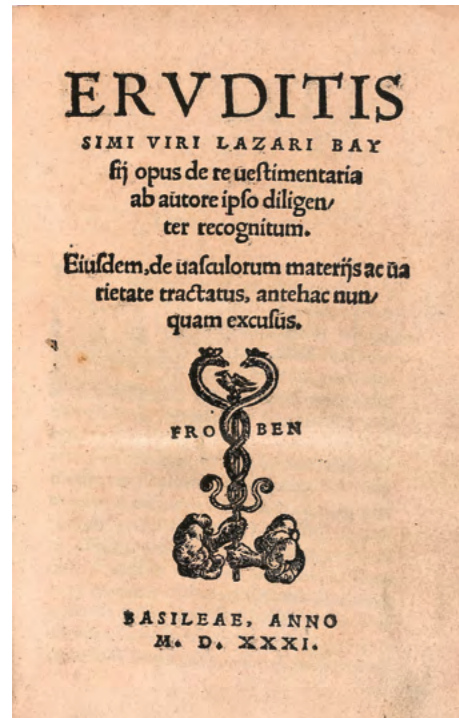 ERVDITIS
SIMI VIRI LAZARI BAY
ſij opus de re ueſtimentaria
ab autore ipſo diligen/
ter recognitum.
Eiuſdem, de uaſculorum materijs ac ua
rietate tractatus, antehac nun/
quam excuſus.
FRO BEN
BASILEAE, ANNO
M. D. XXXI.